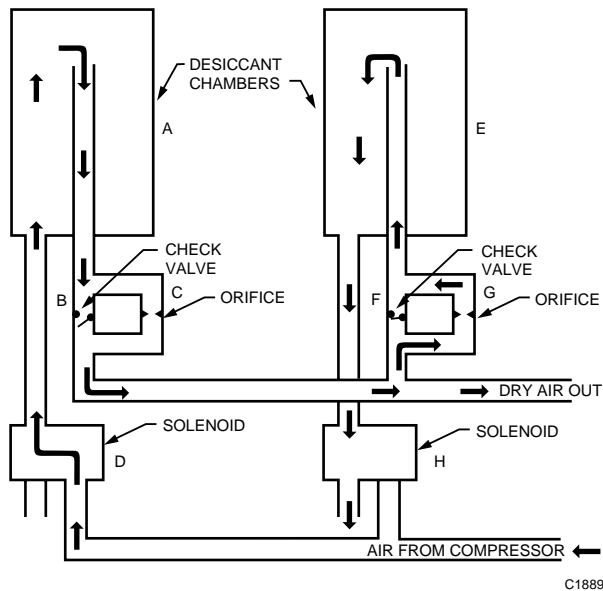 DESICCANT
CHAMBERS
A
E
CHECK
VALVE
B
C
ORIFICE
CHECK
VALVE
F
G
ORIFICE
DRY AIR OUT
SOLENOID
D
SOLENOID
H
AIR FROM COMPRESSOR
C1889